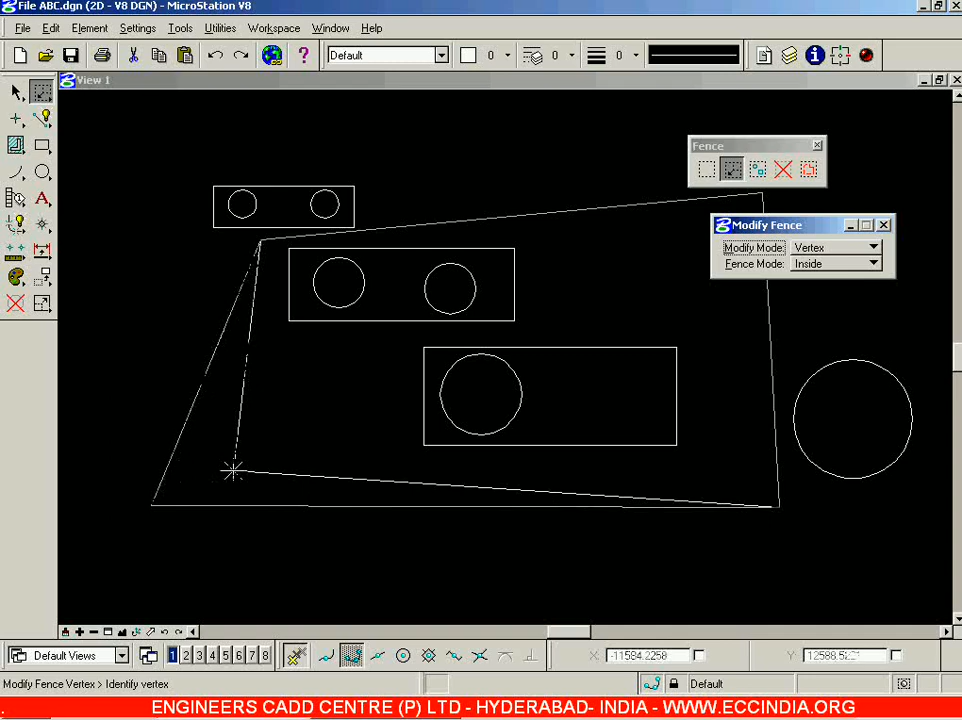 File ABC.dgn (2D - V8 DGN) - MicroStation V8
File Edit Element Settings Tools Utilities Workspace Window Help
Default 0 0 0
View 1
Fence
Modify Fence
Modify Mode: Vertex
Fence Mode: Inside
Default Views 1 2 3 4 5 6 7 8 X: -11584.2258 Y:
Modify Fence Vertex > Identify vertex Default
ENGINEERS CADD CENTRE (P) LTD - HYDERABAD- INDIA - WWW.ECCINDIA.ORG